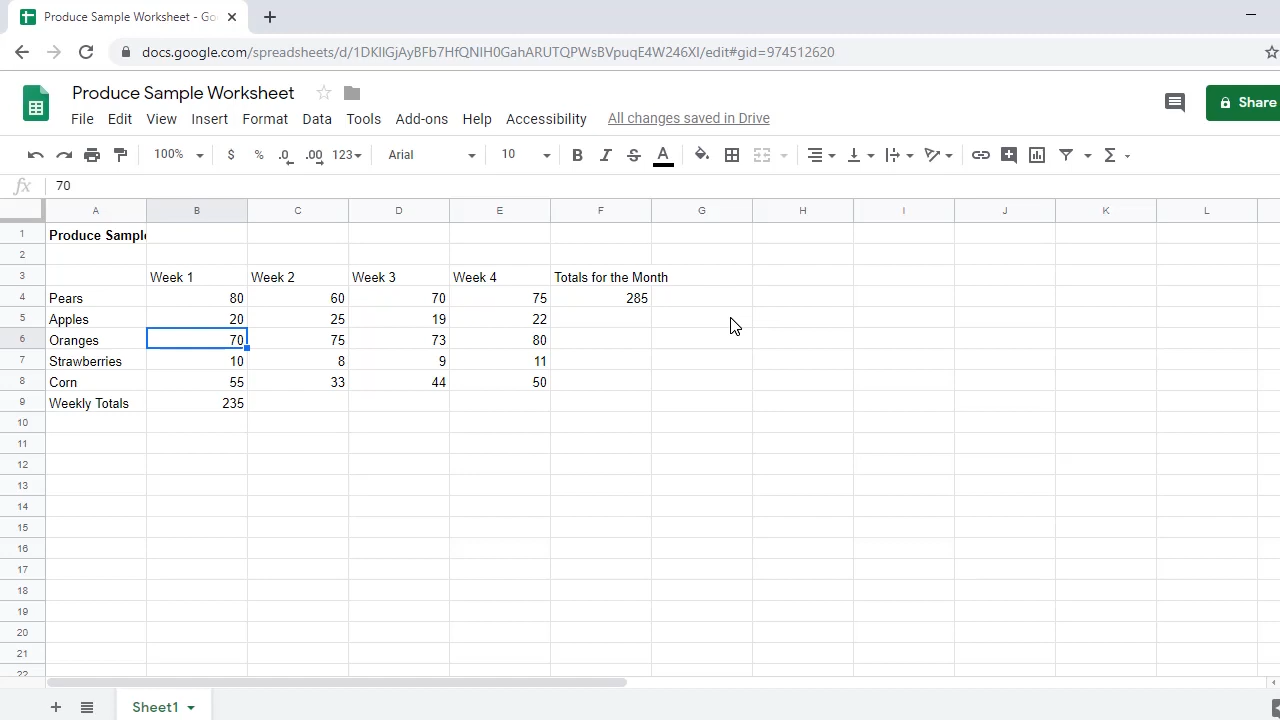 Produce Sample Worksheet - Go
docs.google.com/spreadsheets/d/1DKIlGjAyBFb7HfQNIH0GahARUTQPWsBVpuqE4W246XI/edit#gid=974512620
Produce Sample Worksheet
Share
File Edit View Insert Format Data Tools Add-ons Help Accessibility All changes saved in Drive
100% $ % .0 .00 123 Arial 10 B I S A Σ
fx 70
A B C D E F G H I J K L
1 Produce Sample
2
3 Week 1 Week 2 Week 3 Week 4 Totals for the Month
4 Pears 80 60 70 75 285
5 Apples 20 25 19 22
6 Oranges 70 75 73 80
7 Strawberries 10 8 9 11
8 Corn 55 33 44 50
9 Weekly Totals 235
10
11
12
13
14
15
16
17
18
19
20
21
22
+ Sheet1